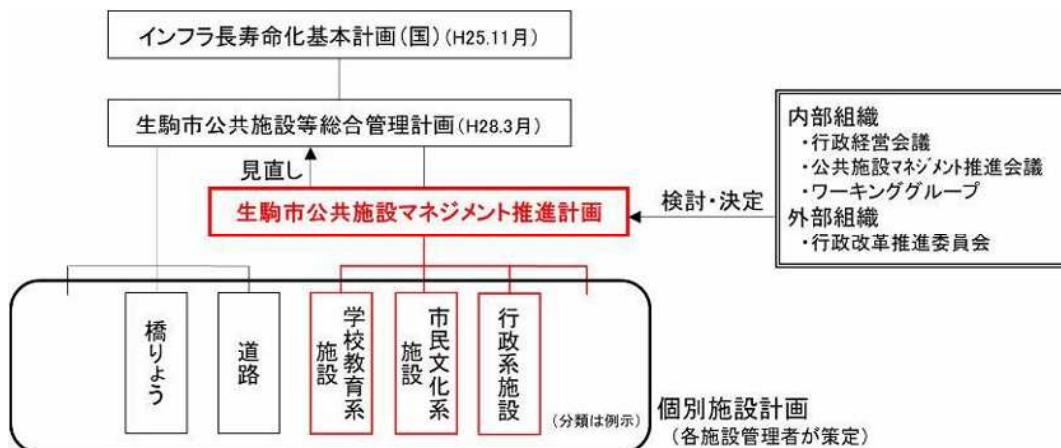 インフラ長寿命化基本計画(国)(H25.11月)
生駒市公共施設等総合管理計画(H28.3月)
見直し
生駒市公共施設マネジメント推進計画
検討・決定
内部組織
・行政経営会議
・公共施設マネジメント推進会議
・ワーキンググループ
外部組織
・行政改革推進委員会
橋りょう
道路
学校教育系
施設
市民文化系
施設
行政系施設
(分類は例示)
個別施設計画
(各施設管理者が策定)